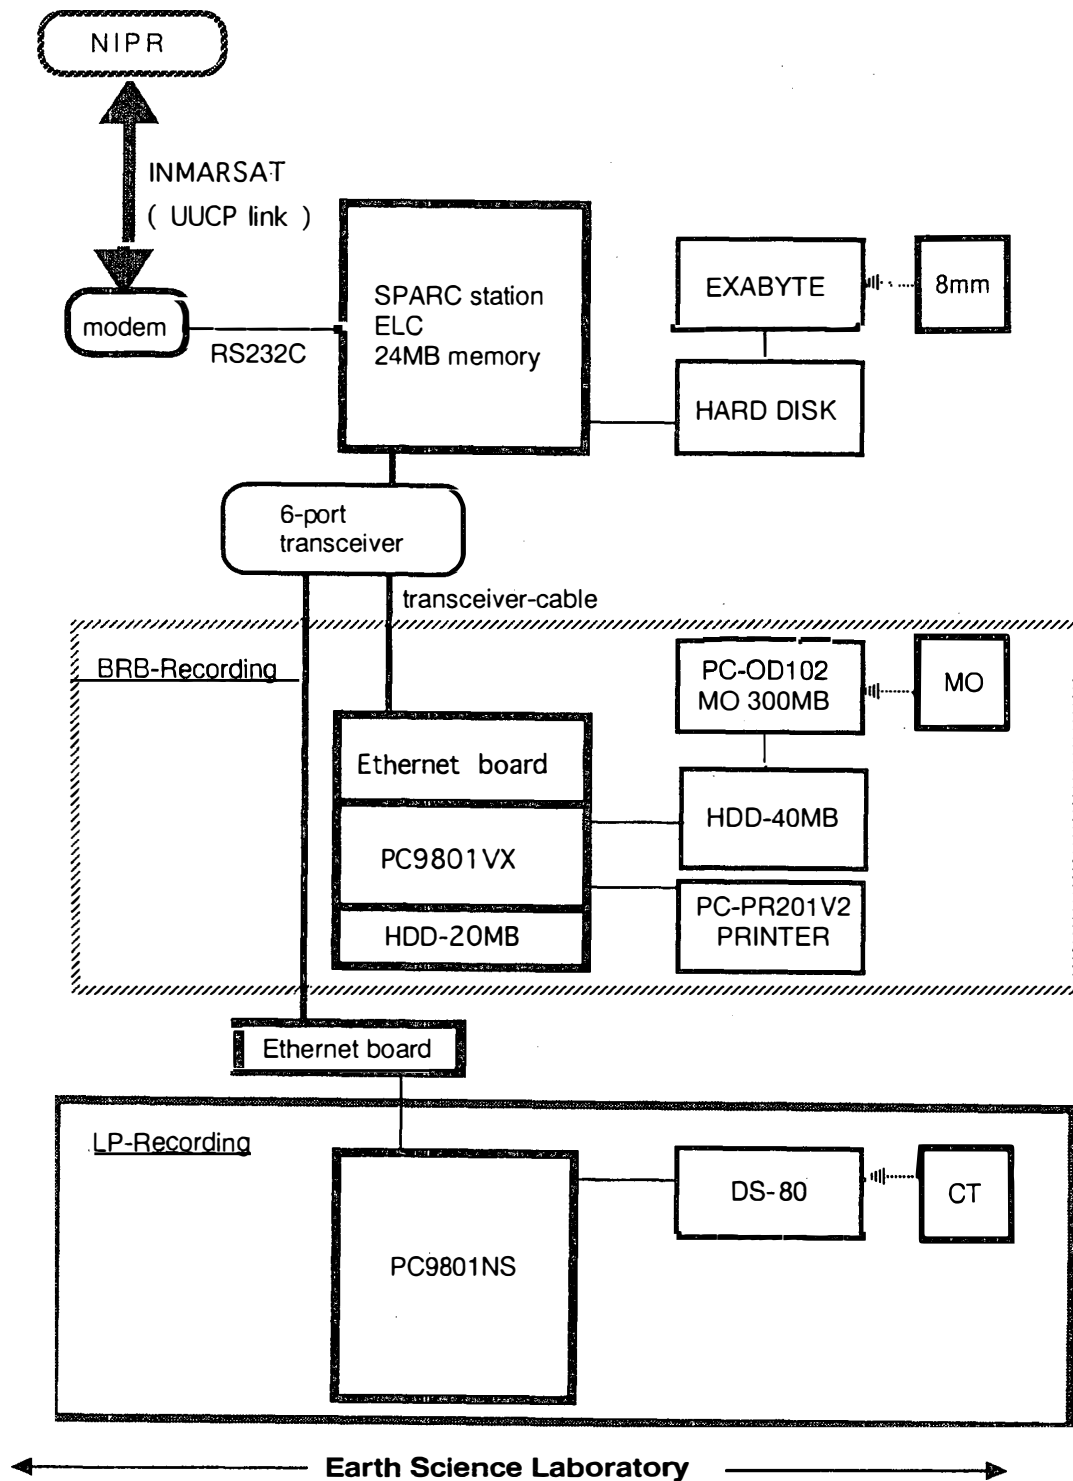 NIPR
INMARSAT
( UUCP link )
modem
RS232C
SPARC station
ELC
24MB memory
EXABYTE
8mm
HARD DISK
6-port
transceiver
transceiver-cable
BRB-Recording
PC-OD102
MO 300MB
MO
Ethernet board
PC9801VX
HDD-20MB
HDD-40MB
PC-PR201V2
PRINTER
Ethernet board
LP-Recording
PC9801NS
DS-80
CT
Earth Science Laboratory